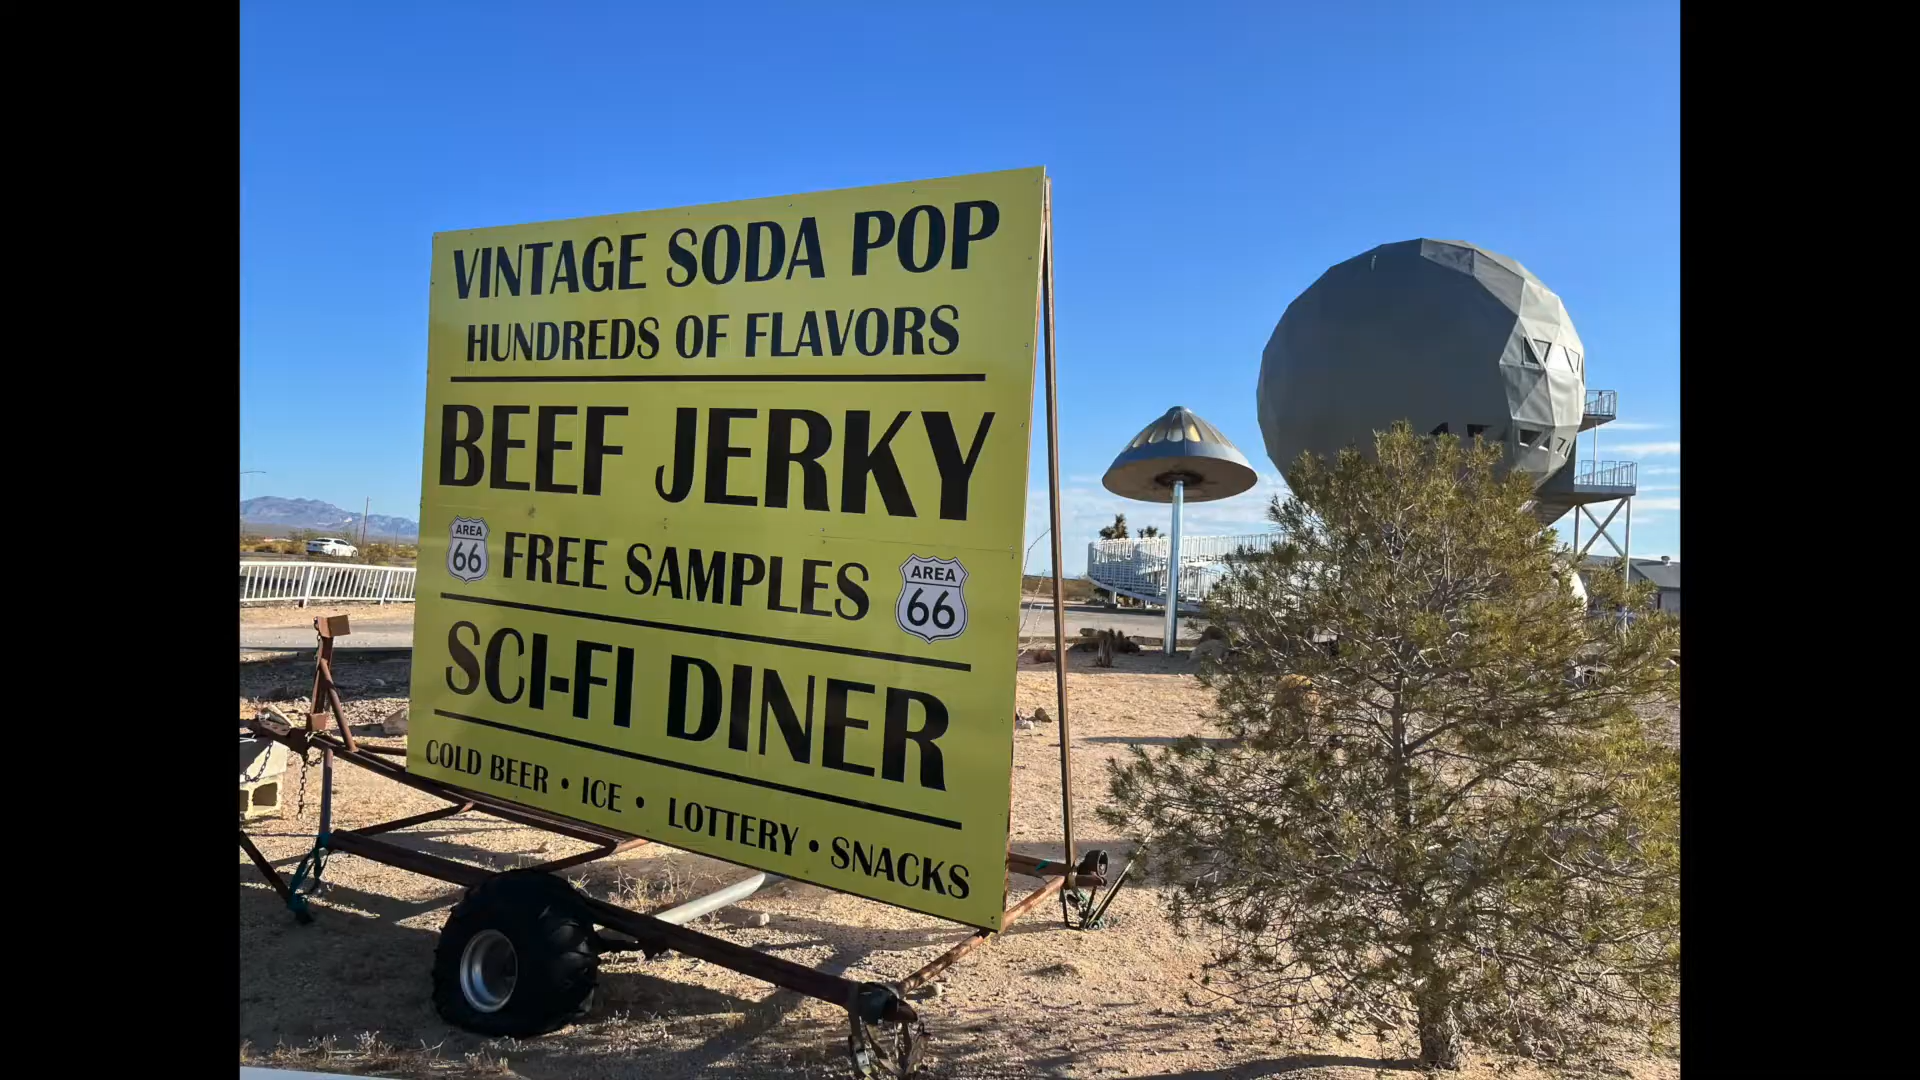 VINTAGE SODA POP
HUNDREDS OF FLAVORS
BEEF JERKY
AREA 66
FREE SAMPLES
AREA 66
SCI-FI DINER
COLD BEER • ICE • LOTTERY • SNACKS